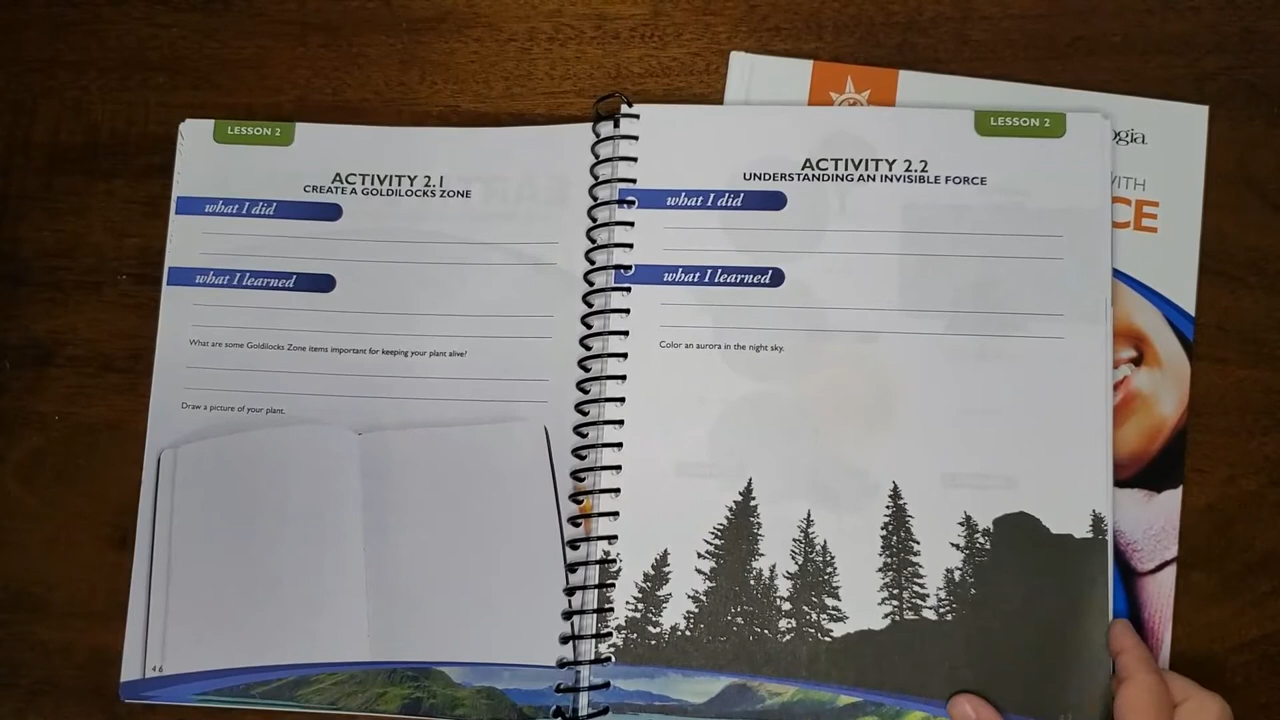 LESSON 2
ACTIVITY 2.1
CREATE A GOLDILOCKS ZONE
what I did
what I learned
What are some Goldilocks Zone items important for keeping your plant alive?
Draw a picture of your plant.
46
LESSON 2
ACTIVITY 2.2
UNDERSTANDING AN INVISIBLE FORCE
what I did
what I learned
Color an aurora in the night sky.
ogia
ITH
CE